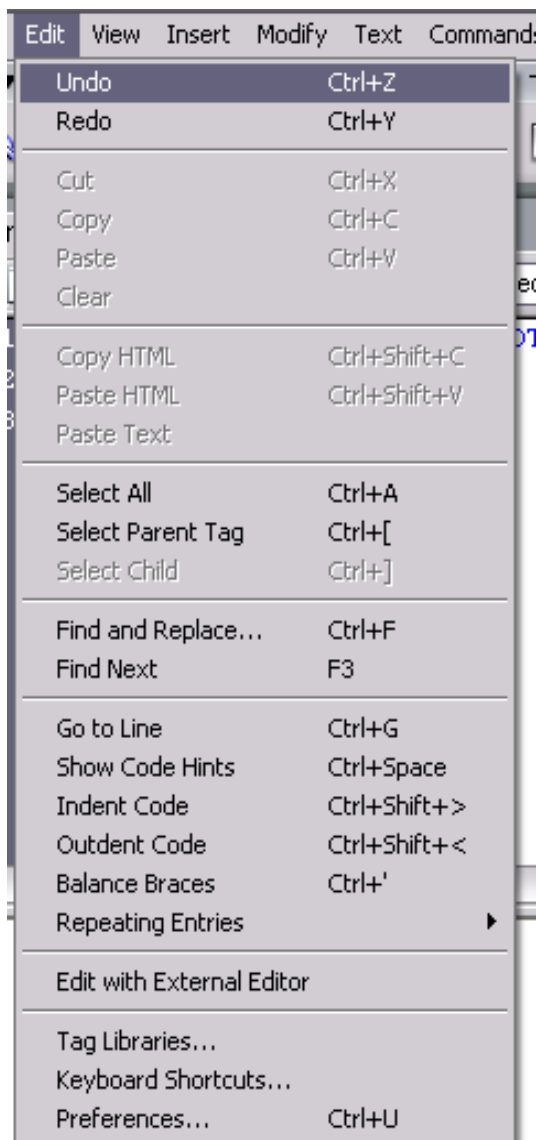 Edit View Insert Modify Text Commands
Undo Ctrl+Z
Redo Ctrl+Y
Cut Ctrl+X
Copy Ctrl+C
Paste Ctrl+V
Clear
Copy HTML Ctrl+Shift+C
Paste HTML Ctrl+Shift+V
Paste Text
Select All Ctrl+A
Select Parent Tag Ctrl+[
Select Child Ctrl+]
Find and Replace... Ctrl+F
Find Next F3
Go to Line Ctrl+G
Show Code Hints Ctrl+Space
Indent Code Ctrl+Shift+>
Outdent Code Ctrl+Shift+<
Balance Braces Ctrl+'
Repeating Entries
Edit with External Editor
Tag Libraries...
Keyboard Shortcuts...
Preferences... Ctrl+U